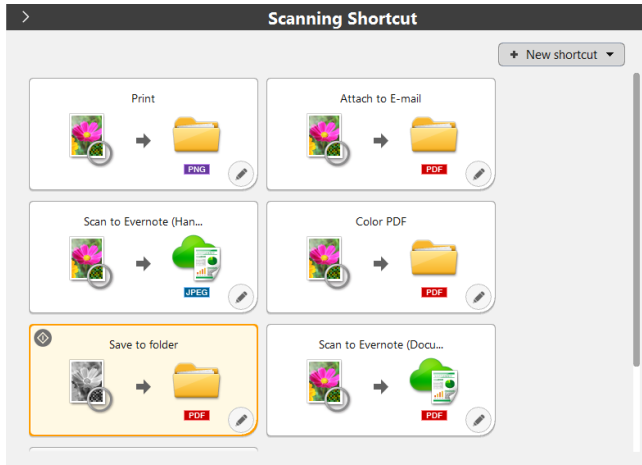 Scanning Shortcut
+ New shortcut
Print
PNG
Attach to E-mail
PDF
Scan to Evernote (Han...
JPEG
Color PDF
PDF
Save to folder
PDF
Scan to Evernote (Docu...
PDF